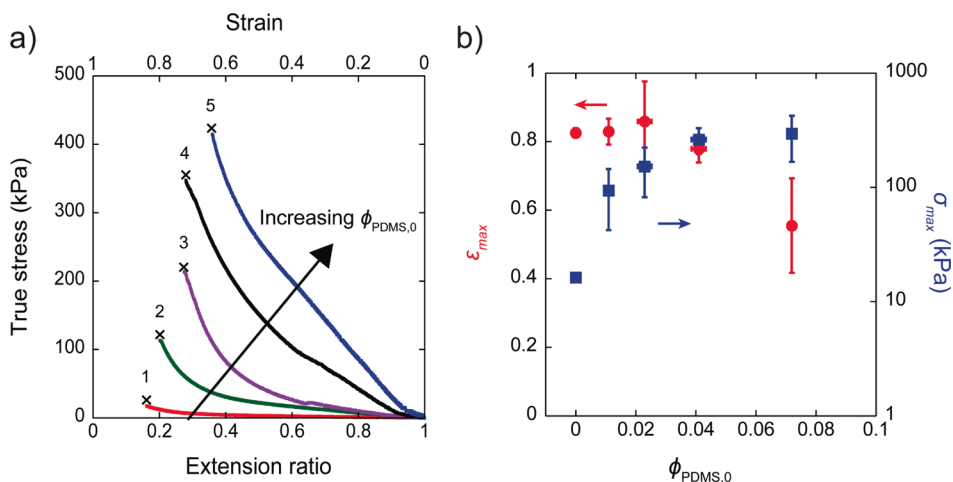 a)
Strain
1 0.8 0.6 0.4 0.2 0
500
400
300
200
100
0
True stress (kPa)
1
2
3
4
5
Increasing ϕPDMS,0
0 0.2 0.4 0.6 0.8 1
Extension ratio
b)
1
0.8
0.6
0.4
0.2
0
εmax
1000
100
10
1
σmax (kPa)
0 0.02 0.04 0.06 0.08 0.1
ϕPDMS,0